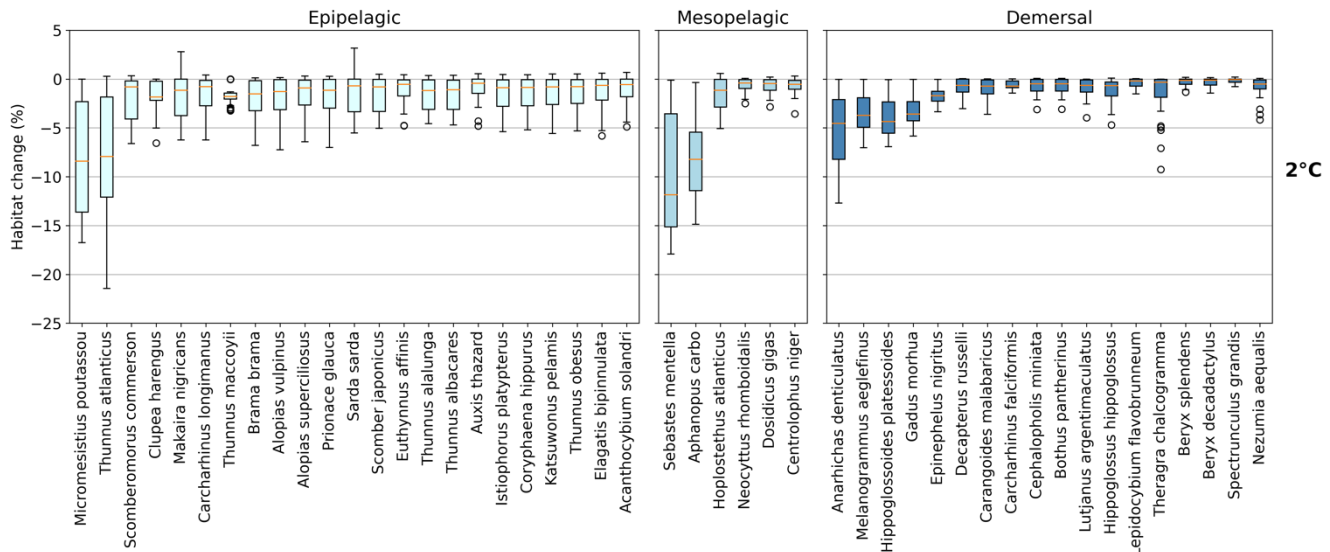 Epipelagic
Mesopelagic
Demersal
Habitat change (%)
5
0
−5
−10
−15
−20
−25
2°C
Micromesistius poutassou
Thunnus atlanticus
Scomberomorus commerson
Clupea harengus
Makaira nigricans
Carcharhinus longimanus
Thunnus maccoyii
Brama brama
Alopias vulpinus
Alopias superciliosus
Prionace glauca
Sarda sarda
Scomber japonicus
Euthynnus affinis
Thunnus alalunga
Thunnus albacares
Auxis thazard
Istiophorus platypterus
Coryphaena hippurus
Katsuwonus pelamis
Thunnus obesus
Elagatis bipinnulata
Acanthocybium solandri
Sebastes mentella
Aphanopus carbo
Hoplostethus atlanticus
Neocyttus rhomboidalis
Dosidicus gigas
Centrolophus niger
Anarhichas denticulatus
Melanogrammus aeglefinus
Hippoglossoides platessoides
Gadus morhua
Epinephelus nigritus
Decapterus russelli
Carangoides malabaricus
Carcharhinus falciformis
Cephalopholis miniata
Bothus pantherinus
Lutjanus argentimaculatus
Hippoglossus hippoglossus
Lepidocybium flavobrunneum
Theragra chalcogramma
Beryx splendens
Beryx decadactylus
Spectrunculus grandis
Nezumia aequalis